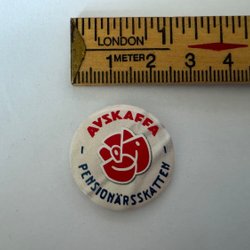 LONDON
1 METER 2 3 4
AVSKAFFA
- PENSIONÄRSSKATTEN -